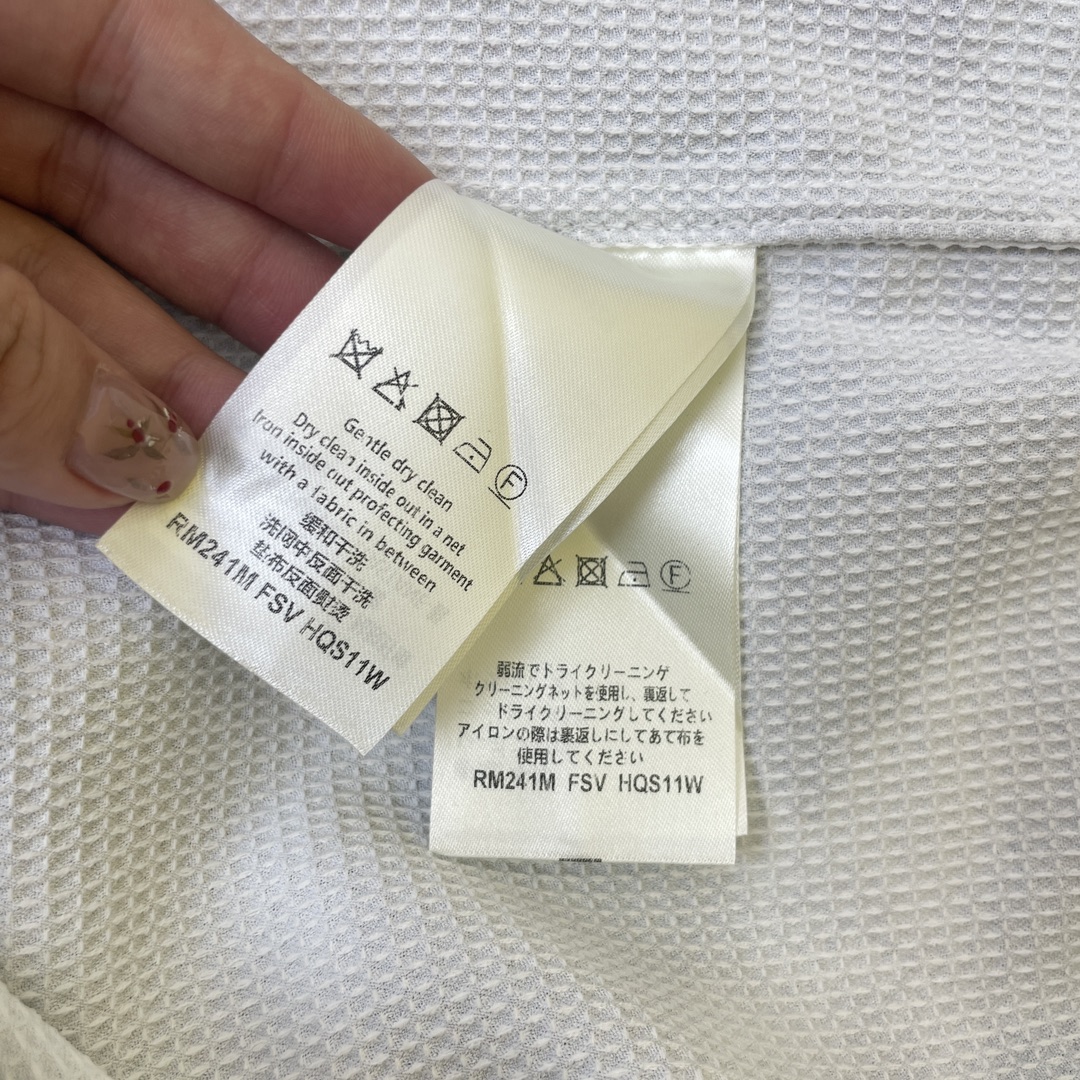 F
Gentle dry clean
Dry clean inside out in a net
Iron inside out profecting garment
with a fabric in between
缓和干洗
洗闵中反面干洗
垫布反面熨烫
RM241M FSV HQS11W
F
弱流でトライクリーニング
クリーニングネットを使用し、裏返して
ドライクリーニングしてください
アイロンの際は裏返しにしてあて布を
使用してください
RM241M FSV HQS11W